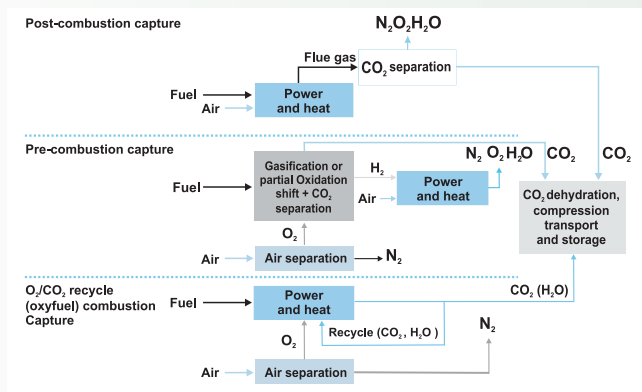 Post-combustion capture
N₂O₂H₂O
Flue gas
CO₂ separation
Fuel
Air
Power
and heat
Pre-combustion capture
Gasification or
partial Oxidation
shift + CO₂
separation
H₂
N₂ O₂ H₂O
CO₂
CO₂
Fuel
Air
Power
and heat
CO₂ dehydration,
compression
transport
and storage
O₂
Air
Air separation
N₂
O₂/CO₂ recycle
(oxyfuel) combustion
Capture
Fuel
Power
and heat
CO₂ (H₂O)
Recycle (CO₂, H₂O )
N₂
O₂
Air
Air separation